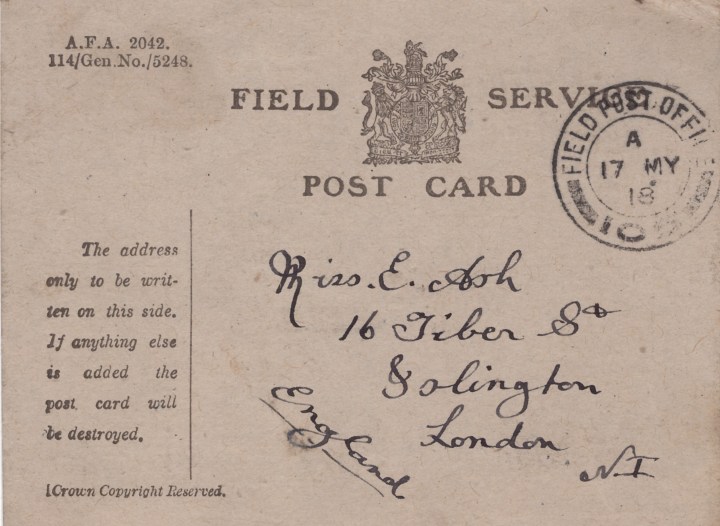 A.F.A. 2042.
114/Gen.No./5248.
FIELD SERVICE
POST CARD
FIELD POST OFFICE
A
17 MY
18
105
The address
only to be writ-
ten on this side.
If anything else
is added the
post card will
be destroyed.
Miss. E. Ash
16 Tiber St
Islington
London
N.I
England
Crown Copyright Reserved.